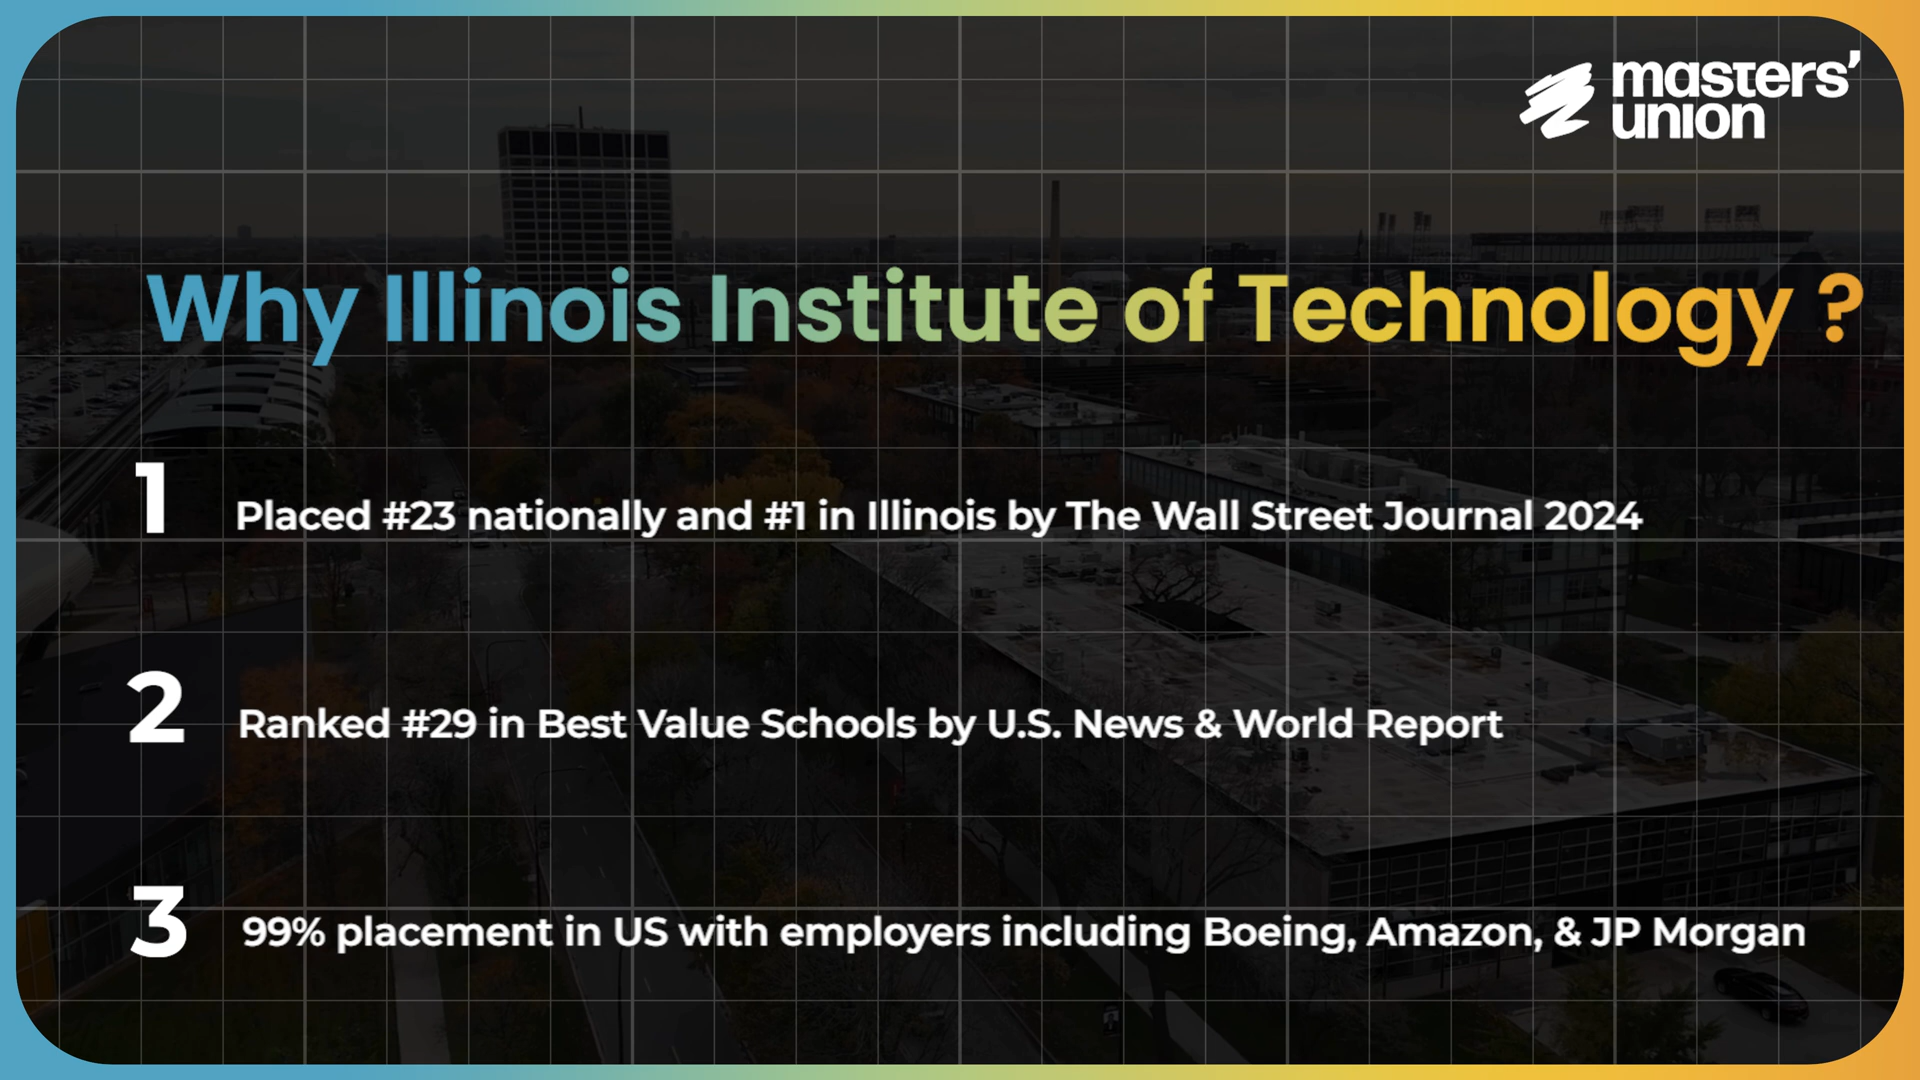 masters'
union
Why Illinois Institute of Technology ?
1
Placed #23 nationally and #1 in Illinois by The Wall Street Journal 2024
2
Ranked #29 in Best Value Schools by U.S. News & World Report
3
99% placement in US with employers including Boeing, Amazon, & JP Morgan